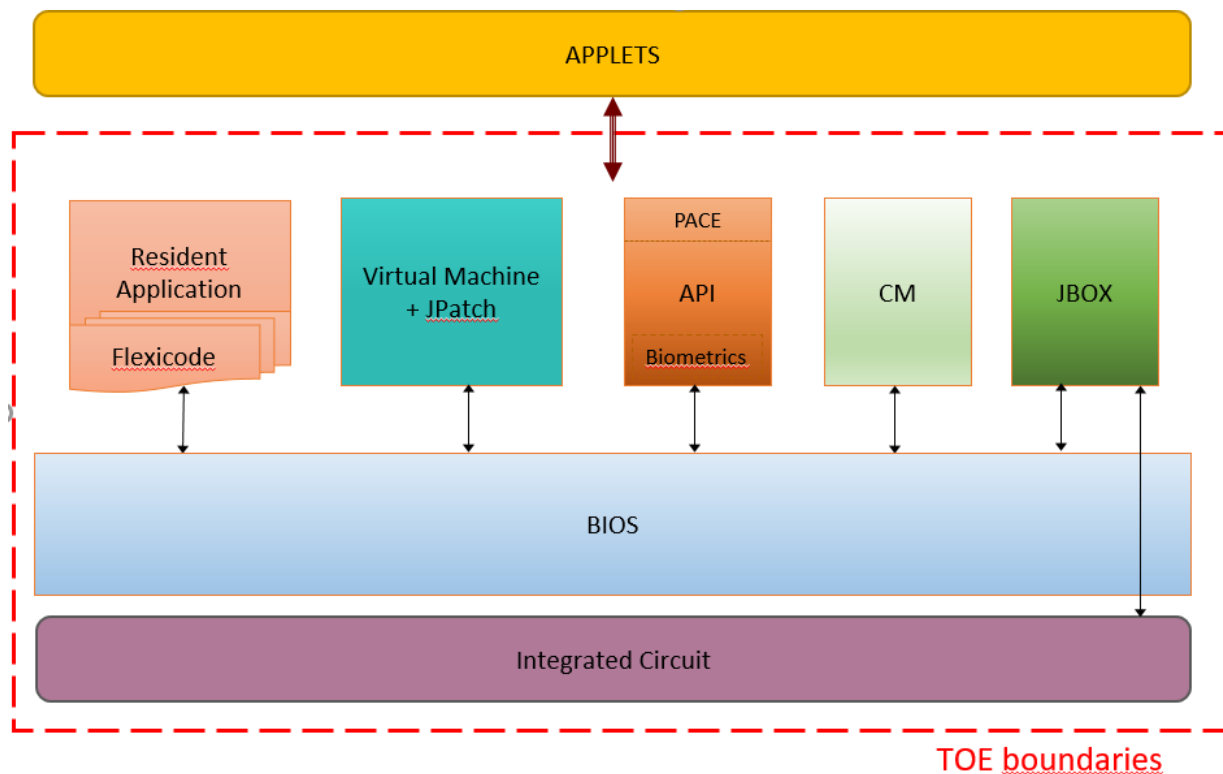 APPLETS
Resident
Application
Flexicode
Virtual Machine
+ JPatch
PACE
API
Biometrics
CM
JBOX
BIOS
Integrated Circuit
TOE boundaries